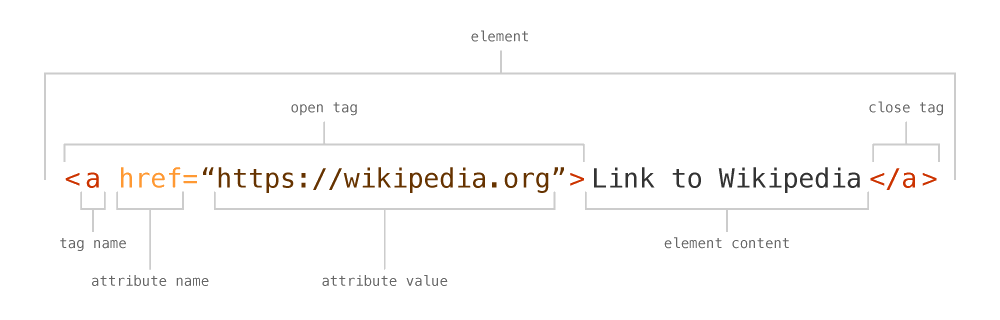 element
open tag
close tag
<a href=“https://wikipedia.org”>Link to Wikipedia</a>
tag name
element content
attribute name
attribute value